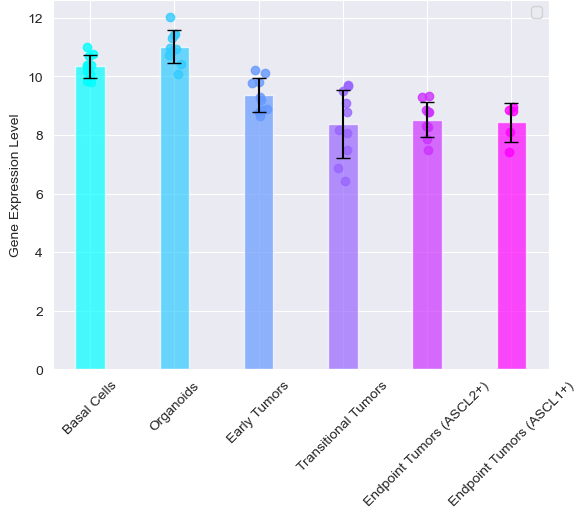 12
10
8
6
4
2
0
Gene Expression Level
Basal Cells
Organoids
Early Tumors
Transitional Tumors
Endpoint Tumors (ASCL2+)
Endpoint Tumors (ASCL1+)